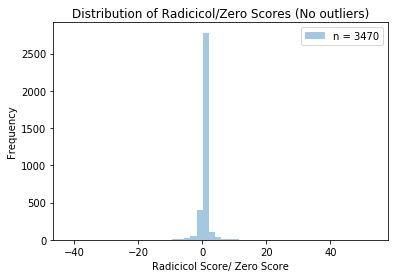 Distribution of Radicicol/Zero Scores (No outliers)
n = 3470
2500
2000
1500
1000
500
0
Frequency
−40
−20
0
20
40
Radicicol Score/ Zero Score